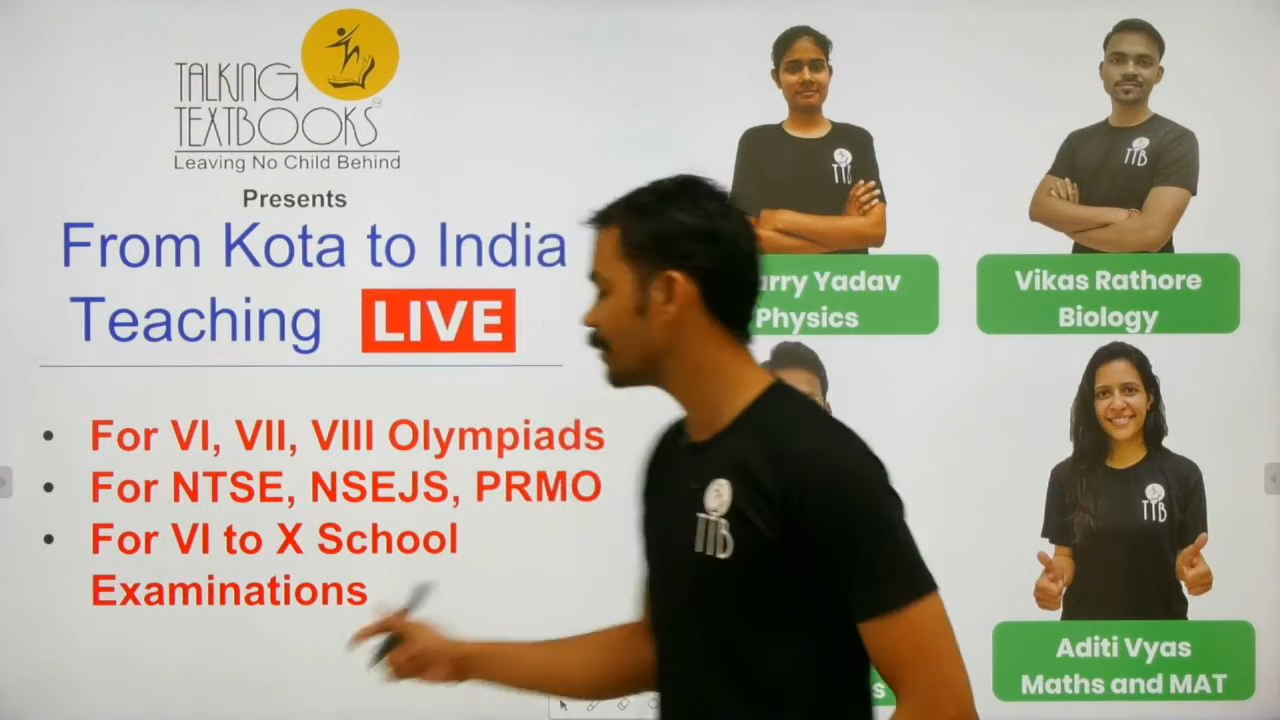 TALKING
TEXTBOOKS
Leaving No Child Behind
Presents
From Kota to India
Teaching LIVE
• For VI, VII, VIII Olympiads
• For NTSE, NSEJS, PRMO
• For VI to X School
Examinations
TTB
TTB
Yadav
Physics
Vikas Rathore
Biology
TTB
TTB
Aditi Vyas
Maths and MAT